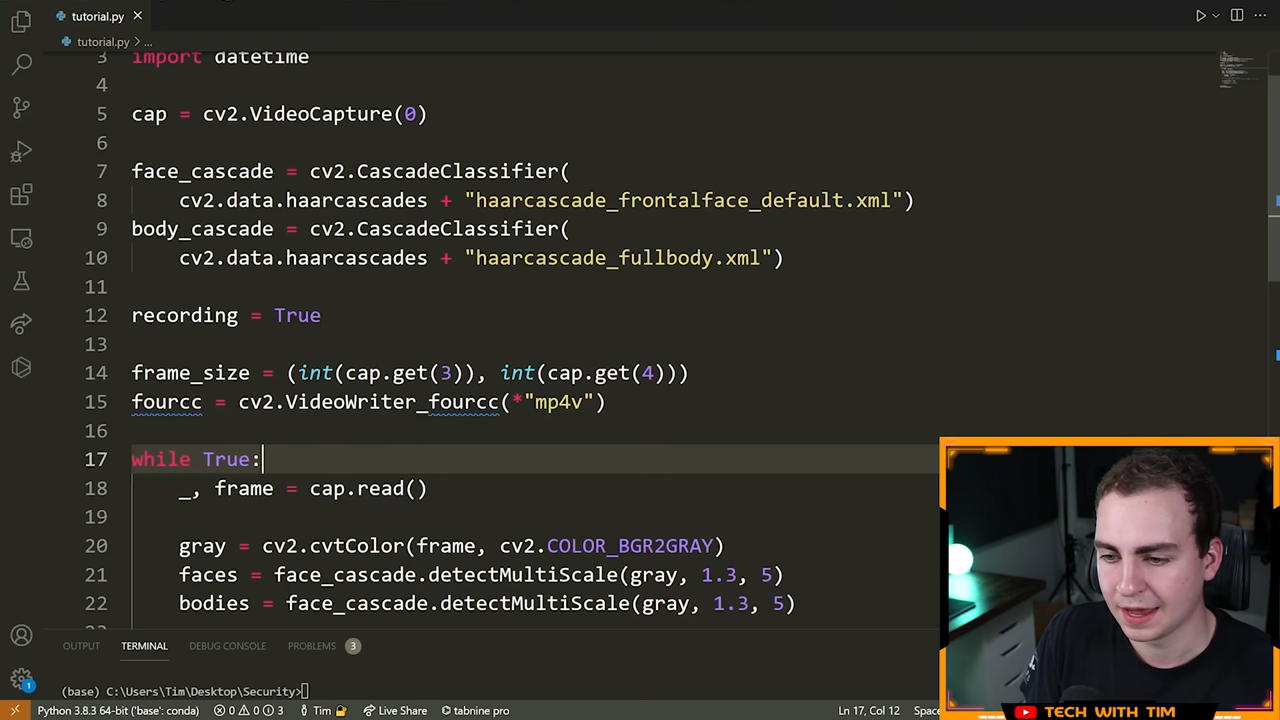 tutorial.py
tutorial.py > ...
3 import datetime
4
5 cap = cv2.VideoCapture(0)
6
7 face_cascade = cv2.CascadeClassifier(
8 cv2.data.haarcascades + "haarcascade_frontalface_default.xml")
9 body_cascade = cv2.CascadeClassifier(
10 cv2.data.haarcascades + "haarcascade_fullbody.xml")
11
12 recording = True
13
14 frame_size = (int(cap.get(3)), int(cap.get(4)))
15 fourcc = cv2.VideoWriter_fourcc(*"mp4v")
16
17 while True:
18 _, frame = cap.read()
19
20 gray = cv2.cvtColor(frame, cv2.COLOR_BGR2GRAY)
21 faces = face_cascade.detectMultiScale(gray, 1.3, 5)
22 bodies = face_cascade.detectMultiScale(gray, 1.3, 5)
OUTPUT TERMINAL DEBUG CONSOLE PROBLEMS 3
(base) C:\Users\Tim\Desktop\Security>
1
Python 3.8.3 64-bit ('base': conda) 0 0 3 Tim Live Share tabnine pro Ln 17, Col 12
TECH WITH TIM